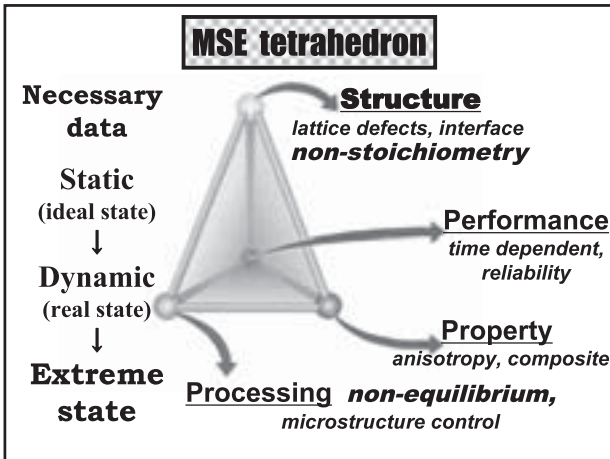 MSE tetrahedron
Necessary
data
Static
(ideal state)
↓
Dynamic
(real state)
↓
Extreme
state
Structure
lattice defects, interface
non-stoichiometry
Performance
time dependent,
reliability
Property
anisotropy, composite
Processing non-equilibrium,
microstructure control